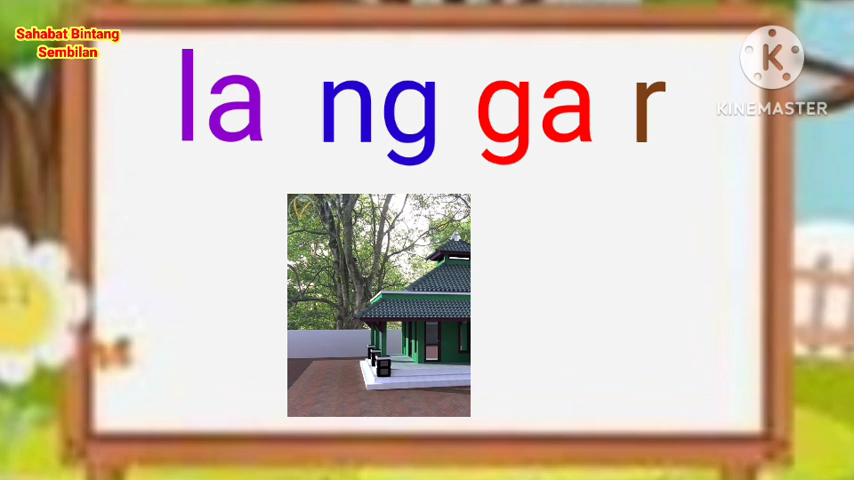 Sahabat Bintang
Sembilan
la ng ga r
K
KINEMASTER